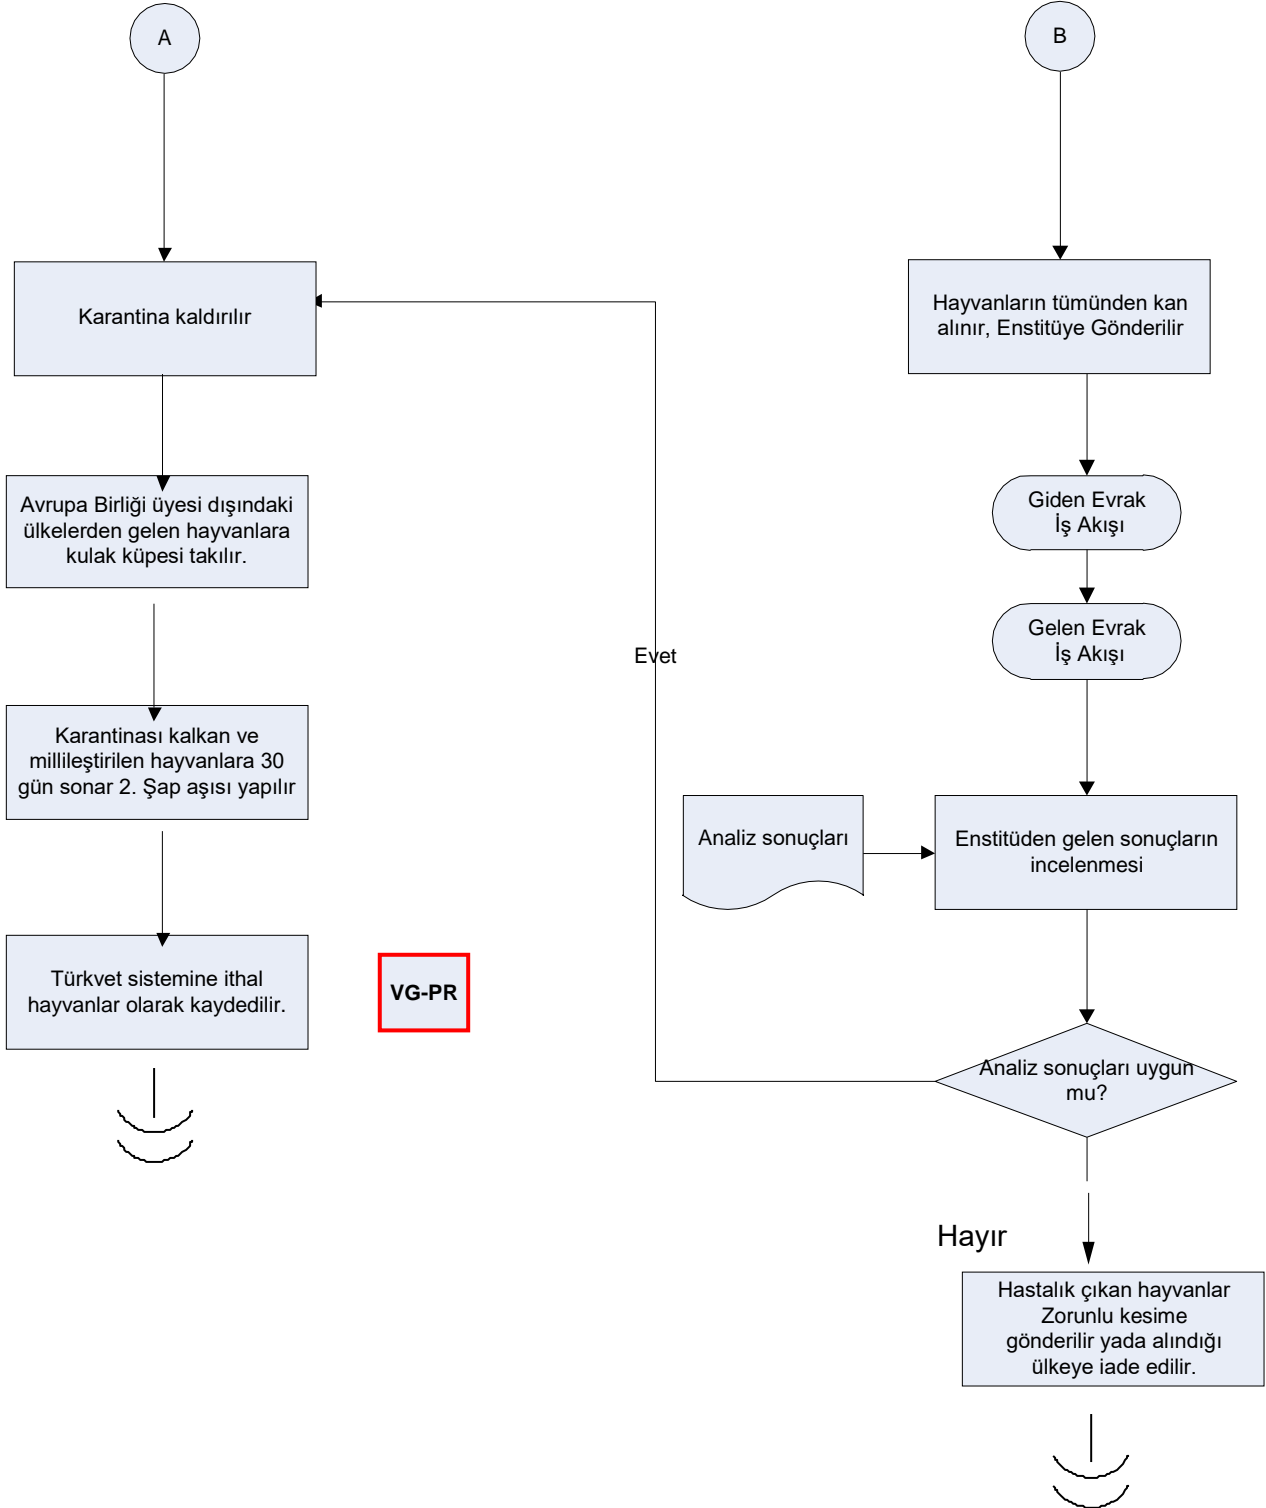 A
B
Karantina kaldırılır
Hayvanların tümünden kan
alınır, Enstitüye Gönderilir
Avrupa Birliği üyesi dışındaki
ülkelerden gelen hayvanlara
kulak küpesi takılır.
Giden Evrak
İş Akışı
Gelen Evrak
İş Akışı
Evet
Karantinası kalkan ve
millileştirilen hayvanlara 30
gün sonar 2. Şap aşısı yapılır
Analiz sonuçları
Enstitüden gelen sonuçların
incelenmesi
Türkvet sistemine ithal
hayvanlar olarak kaydedilir.
VG-PR
Analiz sonuçları uygun
mu?
Hayır
Hastalık çıkan hayvanlar
Zorunlu kesime
gönderilir yada alındığı
ülkeye iade edilir.